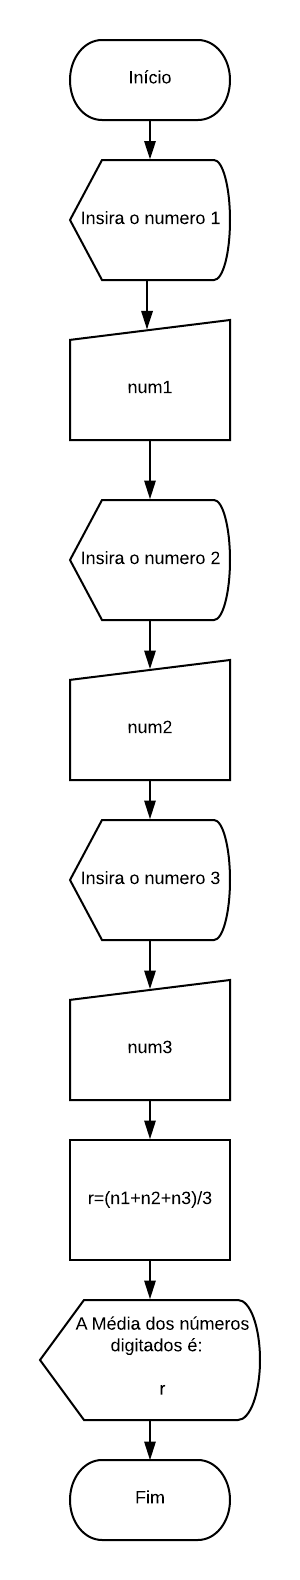 Início
Insira o numero 1
num1
Insira o numero 2
num2
Insira o numero 3
num3
r=(n1+n2+n3)/3
A Média dos números
digitados é:
r
Fim